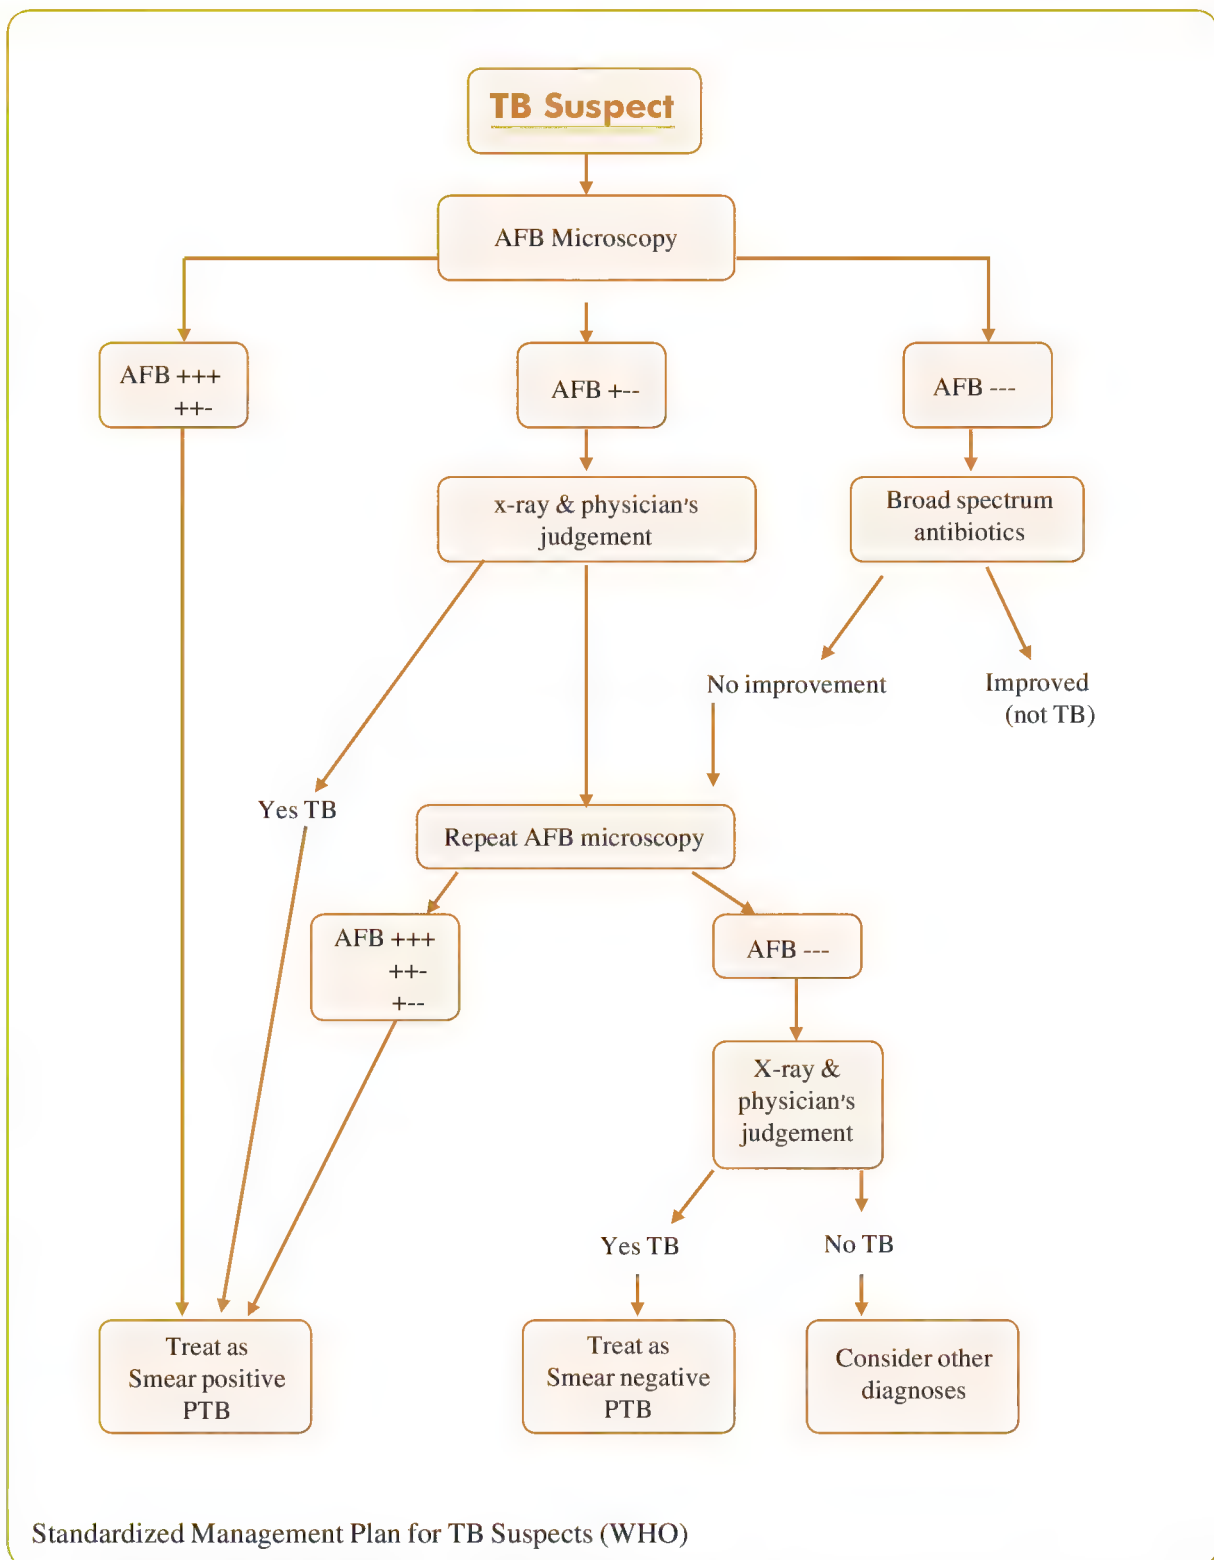 TB Suspect
AFB Microscopy
AFB +++
++-
AFB +--
AFB ---
x-ray & physician's
judgement
Broad spectrum
antibiotics
No improvement
Improved
(not TB)
Yes TB
Repeat AFB microscopy
AFB +++
++-
+--
AFB ---
X-ray &
physician's
judgement
Yes TB
No TB
Treat as
Smear positive
PTB
Treat as
Smear negative
PTB
Consider other
diagnoses
Standardized Management Plan for TB Suspects (WHO)